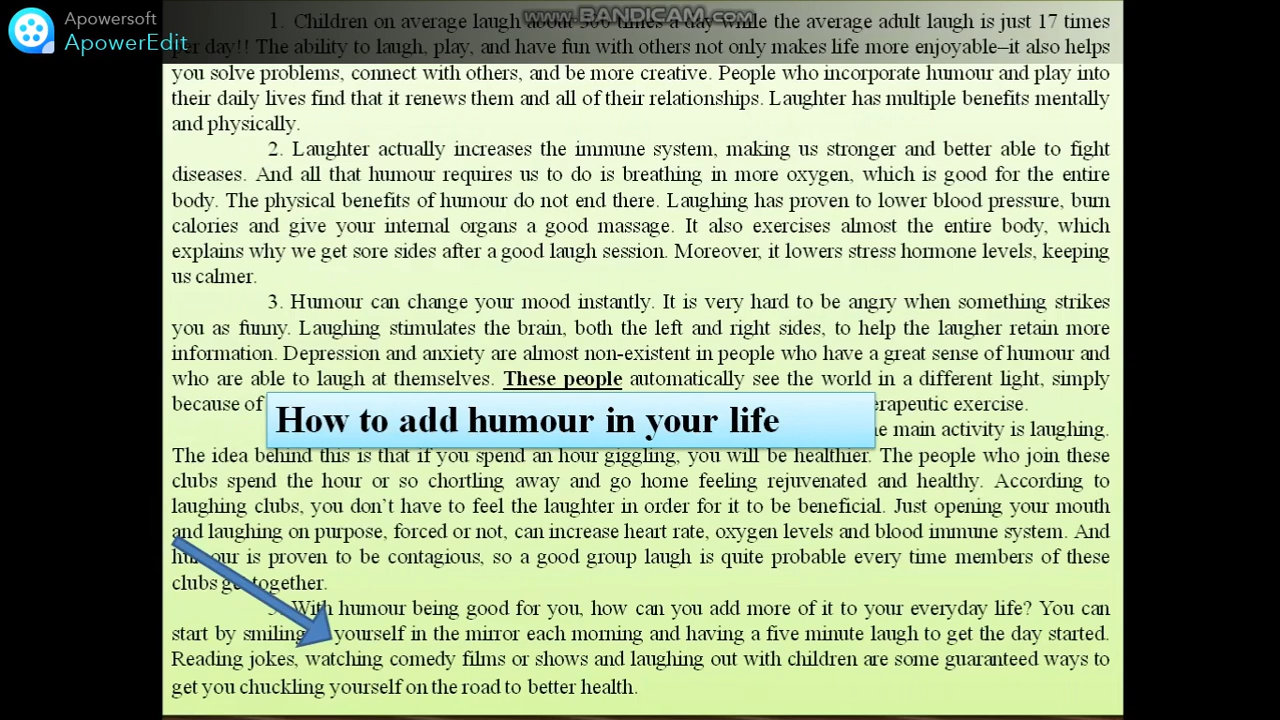 Apowersoft
ApowerEdit
WWW.BANDICAM.COM
1. Children on average laugh about 300 times a day while the average adult laugh is just 17 times
per day!! The ability to laugh, play, and have fun with others not only makes life more enjoyable–it also helps
you solve problems, connect with others, and be more creative. People who incorporate humour and play into
their daily lives find that it renews them and all of their relationships. Laughter has multiple benefits mentally
and physically.
2. Laughter actually increases the immune system, making us stronger and better able to fight
diseases. And all that humour requires us to do is breathing in more oxygen, which is good for the entire
body. The physical benefits of humour do not end there. Laughing has proven to lower blood pressure, burn
calories and give your internal organs a good massage. It also exercises almost the entire body, which
explains why we get sore sides after a good laugh session. Moreover, it lowers stress hormone levels, keeping
us calmer.
3. Humour can change your mood instantly. It is very hard to be angry when something strikes
you as funny. Laughing stimulates the brain, both the left and right sides, to help the laugher retain more
information. Depression and anxiety are almost non-existent in people who have a great sense of humour and
who are able to laugh at themselves. These people automatically see the world in a different light, simply
because of exercise.
How to add humour in your life
main activity is laughing.
The idea behind this is that if you spend an hour giggling, you will be healthier. The people who join these
clubs spend the hour or so chortling away and go home feeling rejuvenated and healthy. According to
laughing clubs, you don't have to feel the laughter in order for it to be beneficial. Just opening your mouth
and laughing on purpose, forced or not, can increase heart rate, oxygen levels and blood immune system. And
humour is proven to be contagious, so a good group laugh is quite probable every time members of these
clubs get together.
5. With humour being good for you, how can you add more of it to your everyday life? You can
start by smiling yourself in the mirror each morning and having a five minute laugh to get the day started.
Reading jokes, watching comedy films or shows and laughing out with children are some guaranteed ways to
get you chuckling yourself on the road to better health.